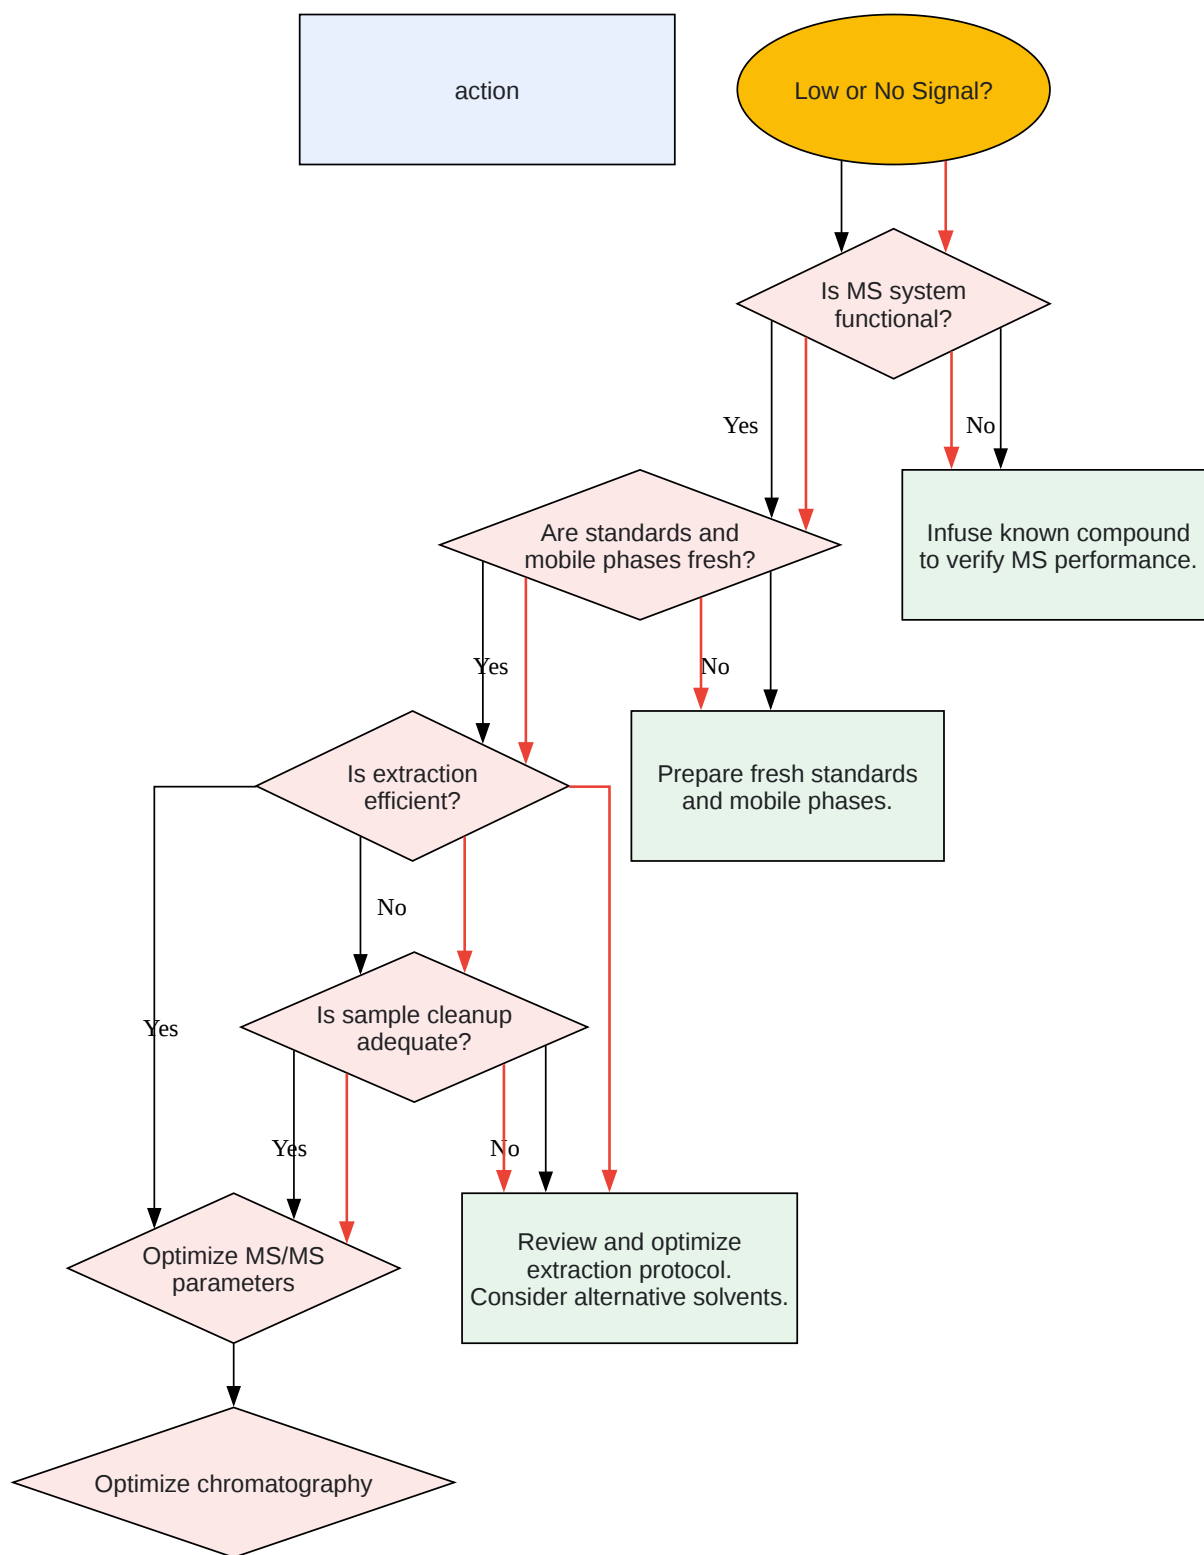 action
Low or No Signal?
Is MS system
functional?
Yes
No
Are standards and
mobile phases fresh?
Infuse known compound
to verify MS performance.
Yes
No
Is extraction
efficient?
Prepare fresh standards
and mobile phases.
No
Is sample cleanup
adequate?
Yes
Yes
No
Optimize MS/MS
parameters
Review and optimize
extraction protocol.
Consider alternative solvents.
Optimize chromatography